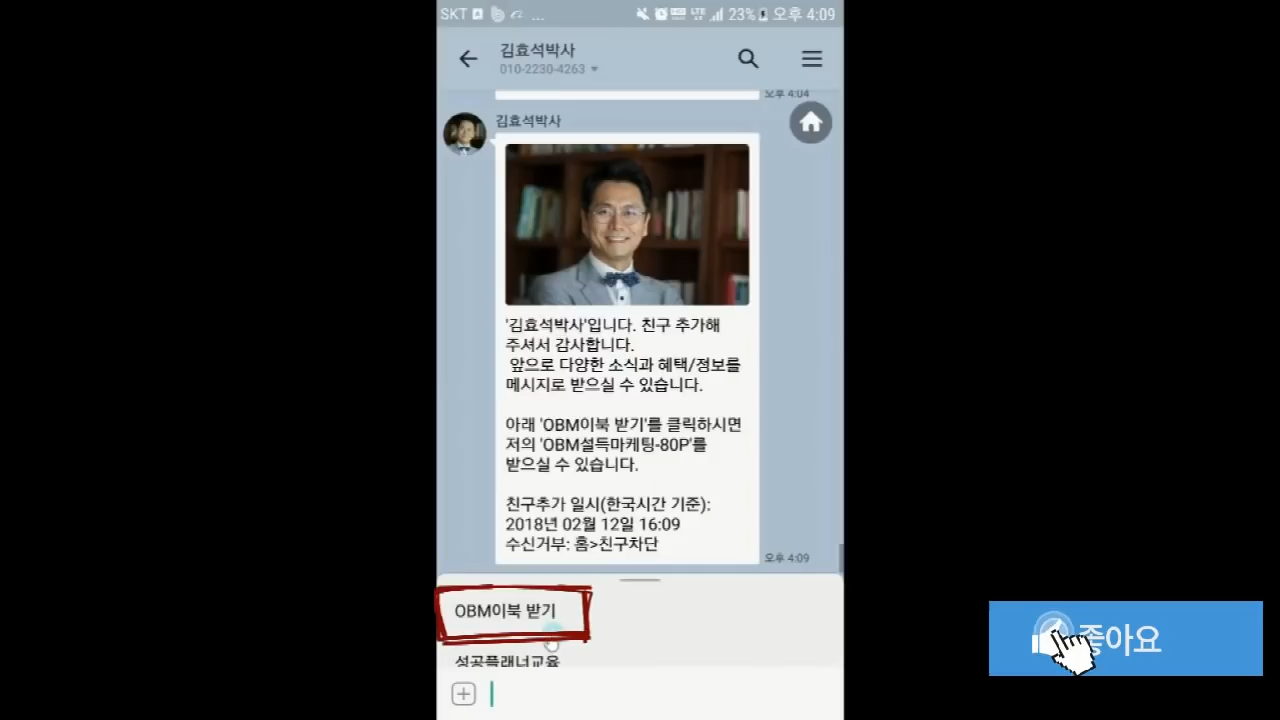 SKT ... 23% 오후 4:09
김효석박사
010-2230-4263
오후 4:04
김효석박사
'김효석박사'입니다. 친구 추가해
주셔서 감사합니다.
앞으로 다양한 소식과 혜택/정보를
메시지로 받으실 수 있습니다.
아래 'OBM이북 받기'를 클릭하시면
저의 'OBM설득마케팅-80P'를
받으실 수 있습니다.
친구추가 일시(한국시간 기준):
2018년 02월 12일 16:09
수신거부: 홈>친구차단
오후 4:09
OBM이북 받기
성공플래너교육
좋아요